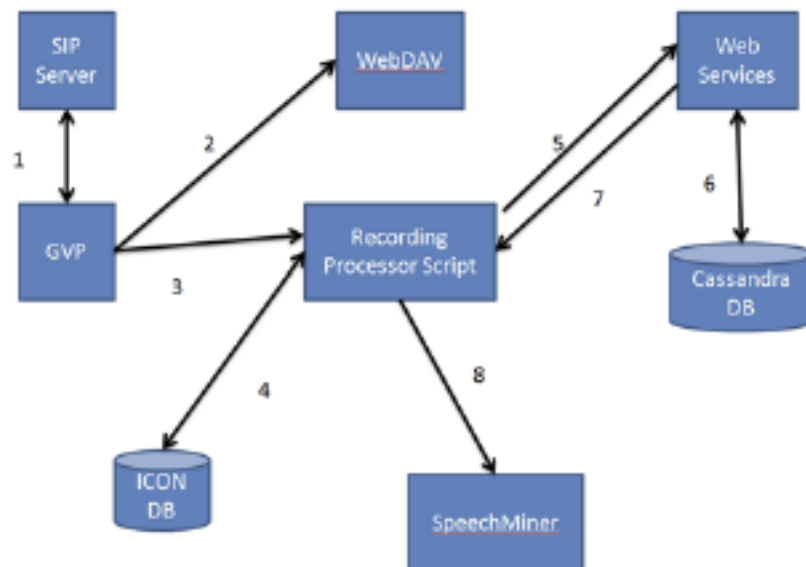 SIP
Server
WebDAV
Web
Services
1
2
5
7
6
GVP
Recording
Processor Script
3
Cassandra
DB
4
8
ICON
DB
SpeechMiner